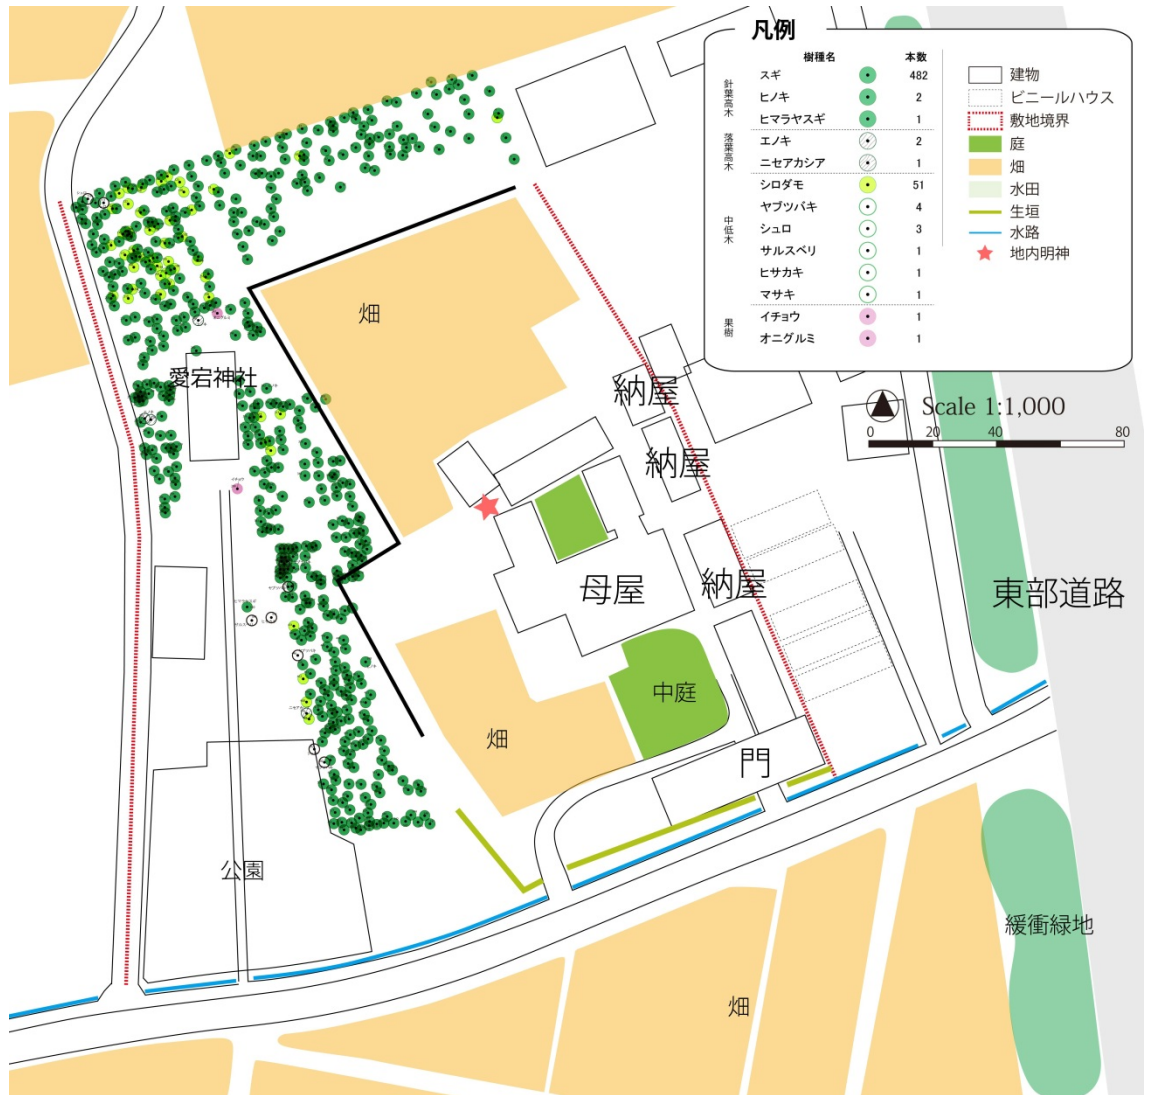 凡例
樹種名 本数
針葉高木
スギ 482
ヒノキ 2
ヒマラヤスギ 1
落葉高木
エノキ 2
ニセアカシア 1
中低木
シロダモ 51
ヤブツバキ 4
シュロ 3
サルスベリ 1
ヒサカキ 1
マサキ 1
果樹
イチョウ 1
オニグルミ 1
建物
ビニールハウス
敷地境界
庭
畑
水田
生垣
水路
地内明神
Scale 1:1,000
0 20 40 80
畑
愛宕神社
納屋
納屋
納屋
母屋
東部道路
中庭
畑
門
公園
緩衝緑地
畑
イチョウ